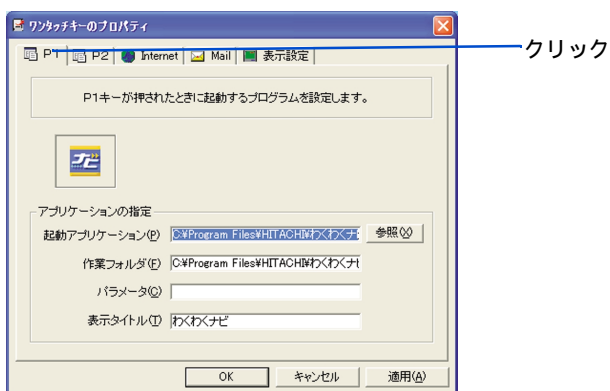 ワンタッチキーのプロパティ
P1 P2 Internet Mail 表示設定
クリック
P1キーが押されたときに起動するプログラムを設定します。
ナビ
アプリケーションの指定
起動アプリケーション(P) C:¥Program Files¥HITACHI¥わくわくナ 参照(X)
作業フォルダ(F) C:¥Program Files¥HITACHI¥わくわくナ
パラメータ(C)
表示タイトル(T) わくわくナビ
OK キャンセル 適用(A)